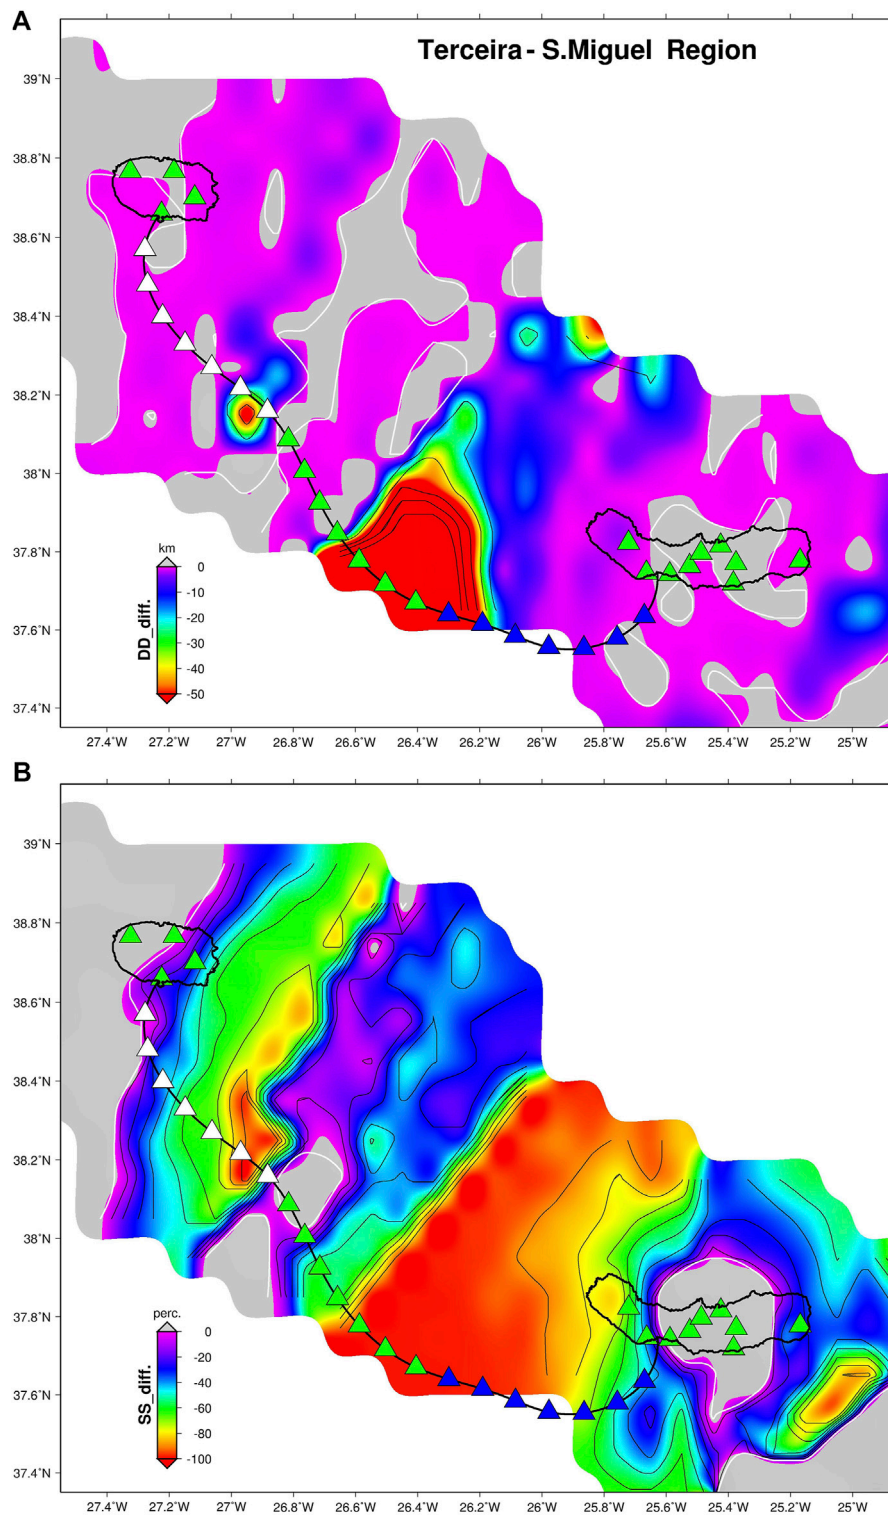 A
Terceira - S.Miguel Region
39°N
38.8°N
38.6°N
38.4°N
38.2°N
38°N
37.8°N
37.6°N
37.4°N
km
0
-10
-20
-30
-40
-50
DD_diff.
27.4°W 27.2°W 27°W 26.8°W 26.6°W 26.4°W 26.2°W 26°W 25.8°W 25.6°W 25.4°W 25.2°W 25°W
B
39°N
38.8°N
38.6°N
38.4°N
38.2°N
38°N
37.8°N
37.6°N
37.4°N
perc.
0
-20
-40
-60
-80
-100
SS_diff.
27.4°W 27.2°W 27°W 26.8°W 26.6°W 26.4°W 26.2°W 26°W 25.8°W 25.6°W 25.4°W 25.2°W 25°W